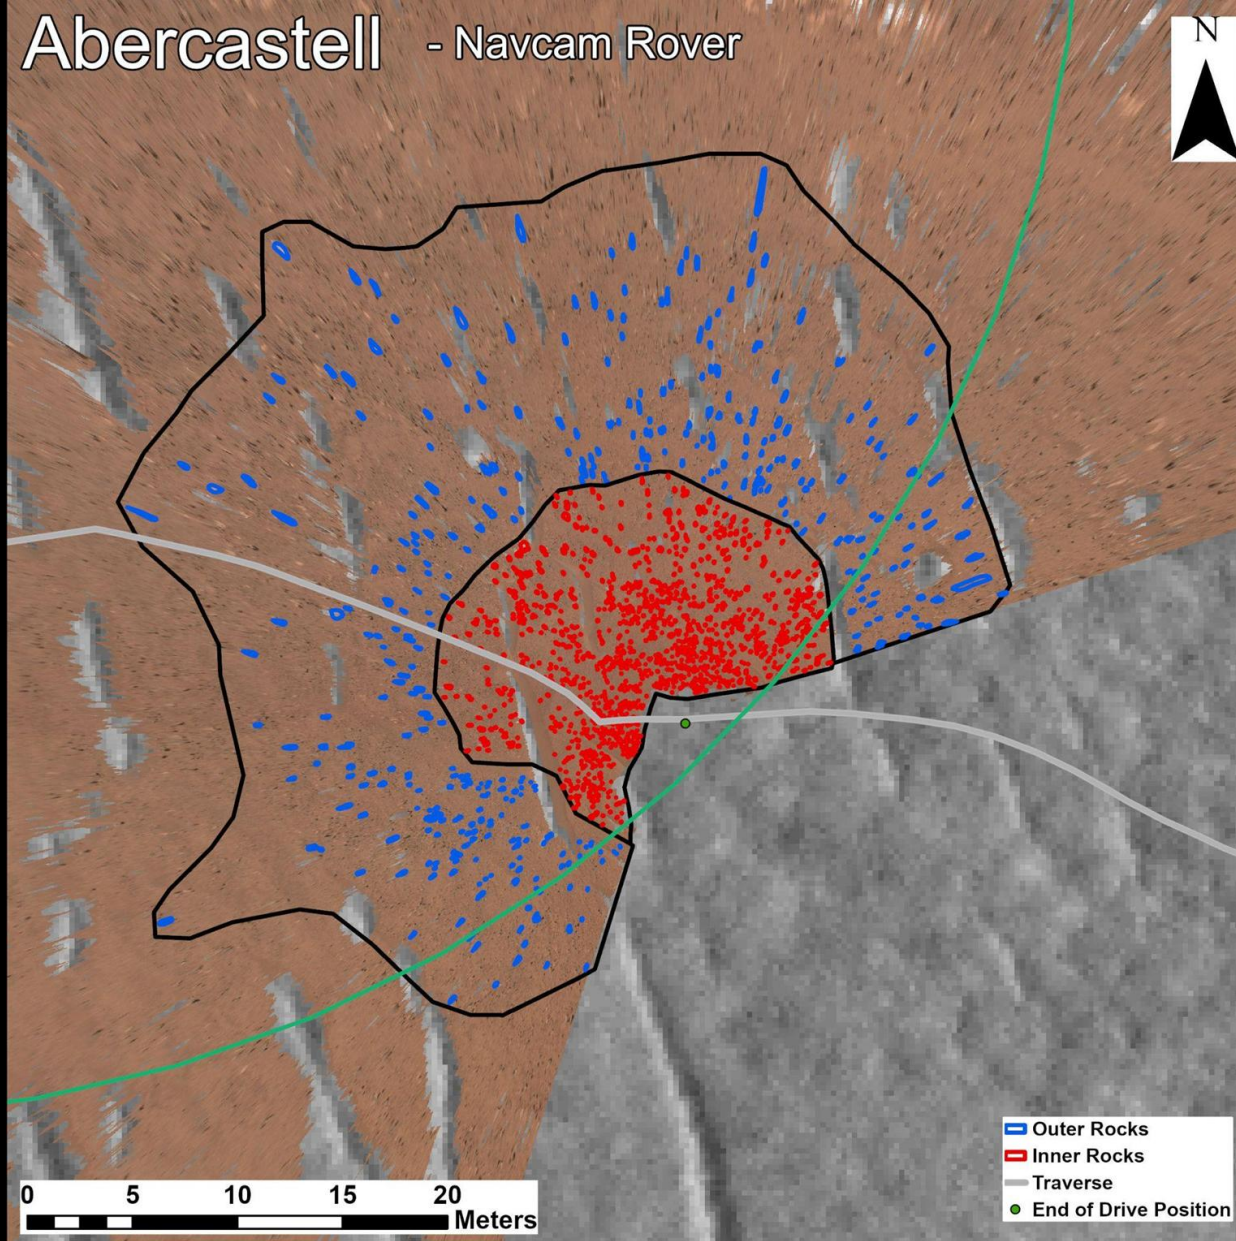 Abercastell - Navcam Rover
N
Outer Rocks
Inner Rocks
Traverse
End of Drive Position
0 5 10 15 20
Meters